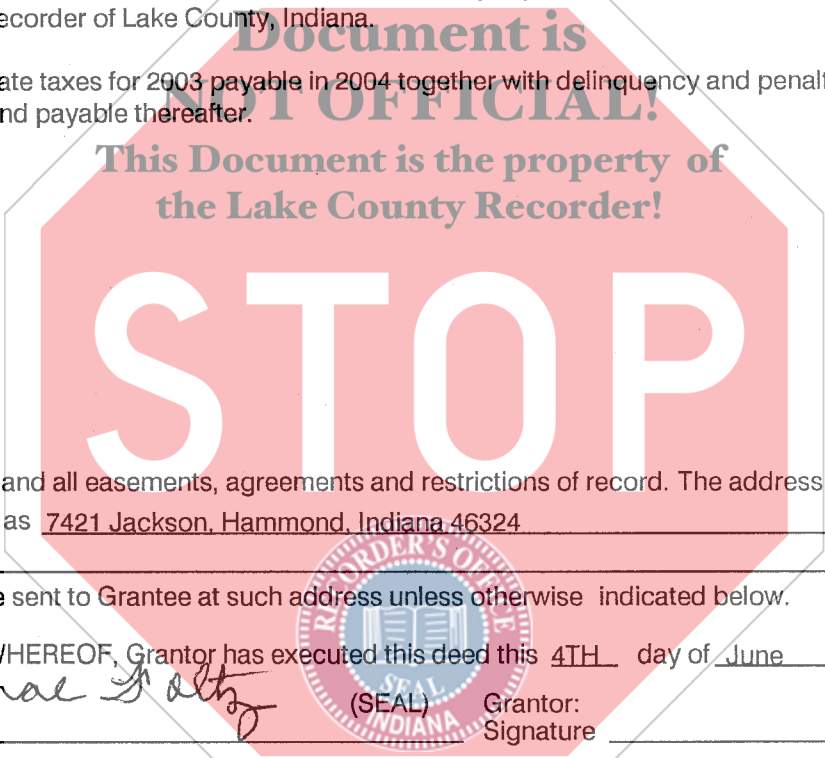 ecorder of Lake County, Indiana.
Document is
ate taxes for 2003 payable in 2004 together with delinquency and penalt
NOT OFFICIAL!
nd payable thereafter.
This Document is the property of
the Lake County Recorder!
STOP
and all easements, agreements and restrictions of record. The address
as 7421 Jackson, Hammond, Indiana 46324
RECORDER'S OFFICE
e sent to Grantee at such address unless otherwise indicated below.
WHEREOF, Grantor has executed this deed this 4TH day of June
SEAL
(SEAL) Grantor:
INDIANA
Signature